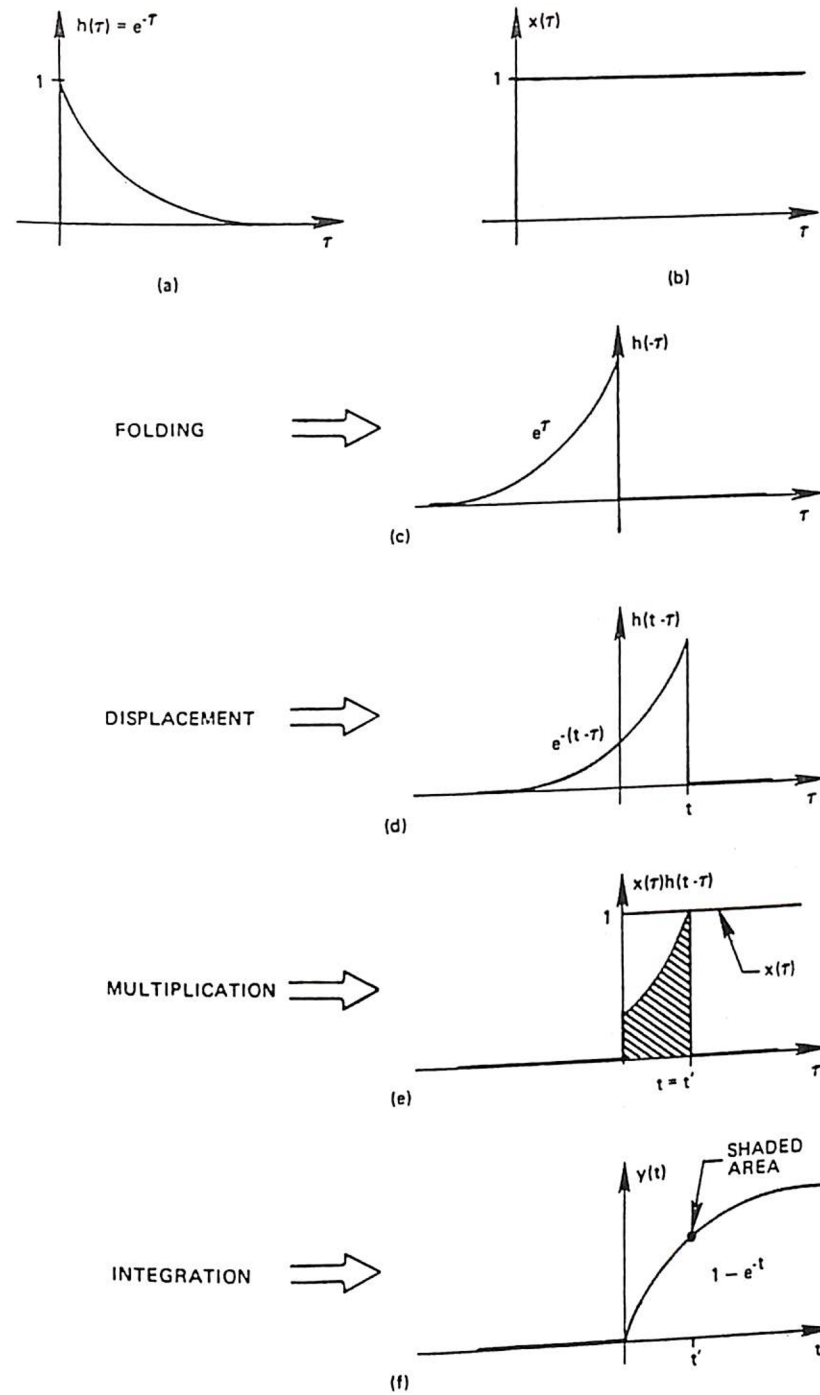 h(τ) = e^-τ
1
τ
(a)
x(τ)
1
τ
(b)
FOLDING
h(-τ)
e^τ
τ
(c)
DISPLACEMENT
h(t -τ)
e^-(t -τ)
t
τ
(d)
MULTIPLICATION
x(τ)h(t -τ)
1
x(τ)
t = t'
τ
(e)
INTEGRATION
y(t)
SHADED
AREA
1 – e^-t
t'
t
(f)